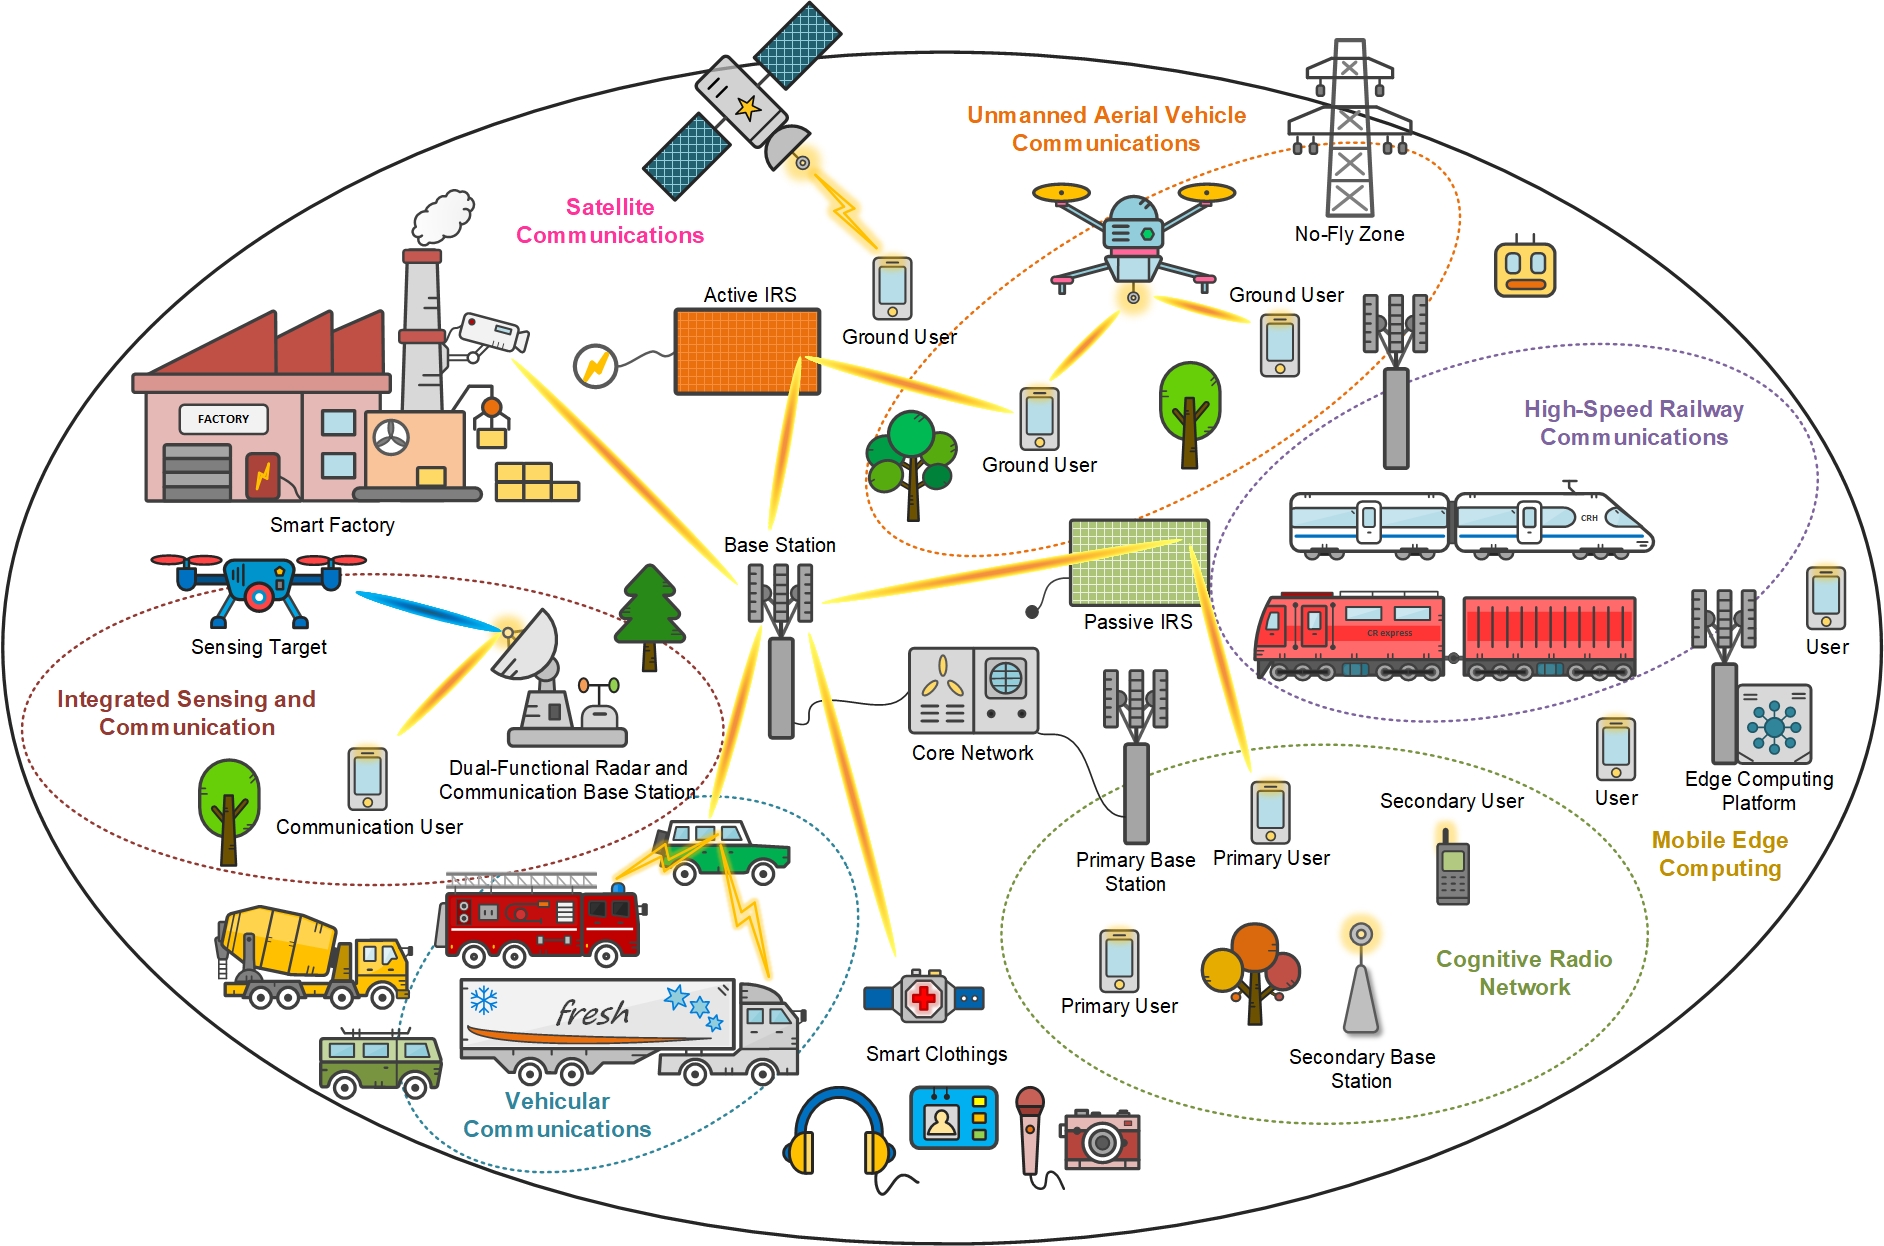 Unmanned Aerial Vehicle
Communications
Satellite
Communications
No-Fly Zone
Active IRS
Ground User
Ground User
Ground User
FACTORY
Smart Factory
High-Speed Railway
Communications
CRH
Base Station
Passive IRS
CR express
Sensing Target
User
Integrated Sensing and
Communication
Core Network
Dual-Functional Radar and
Communication Base Station
Communication User
User
Edge Computing
Platform
Secondary User
Mobile Edge
Computing
Primary Base
Station
Primary User
Cognitive Radio
Network
Primary User
fresh
Smart Clothings
Secondary Base
Station
Vehicular
Communications